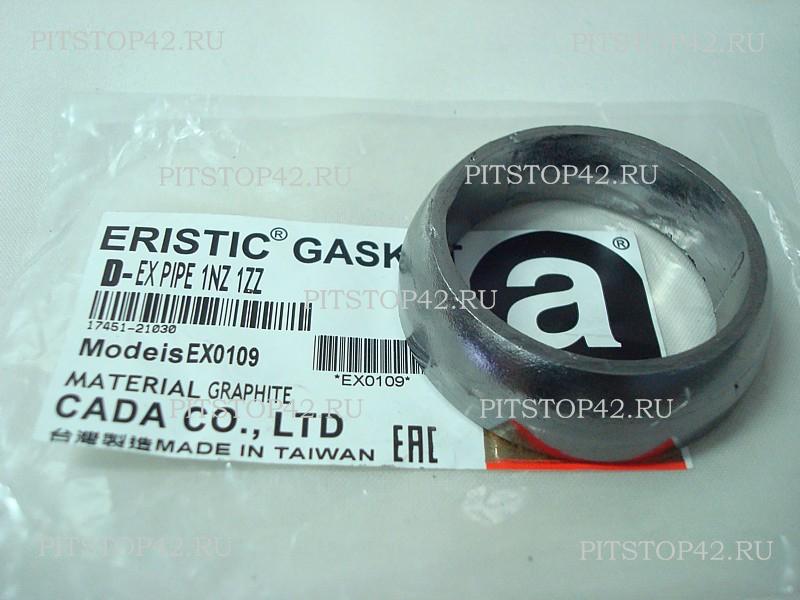 PITSTOP42.RU PITSTOP42.RU
PITSTOP42.RU PITSTOP42.RU
ERISTIC® GASK T
a ®
D-EX PIPE 1NZ 1ZZ
PITSTOP42.RU
17451-21030
ModeisEX0109
*EX0109*
MATERIAL GRAPHITE
PITSTOP42.RU PITSTOP42.RU
CADA CO., LTD
台灣製造MADE IN TAIWAN EAC
PITSTOP42.RU PITSTOP42.RU